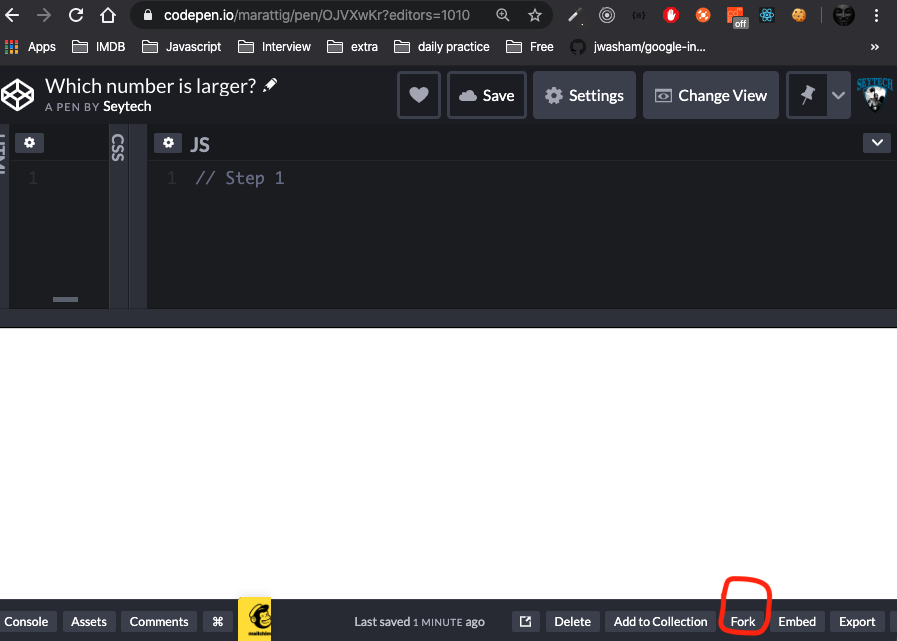 codepen.io/marattig/pen/OJVXwKr?editors=1010
off
Apps IMDB Javascript Interview extra daily practice Free jwasham/google-in... »
Which number is larger?
A PEN BY Seytech
Save Settings Change View
SEYTECH
HTML CSS JS
1 1 // Step 1
Console Assets Comments ⌘ mailchimp Last saved 1 MINUTE ago Delete Add to Collection Fork Embed Export